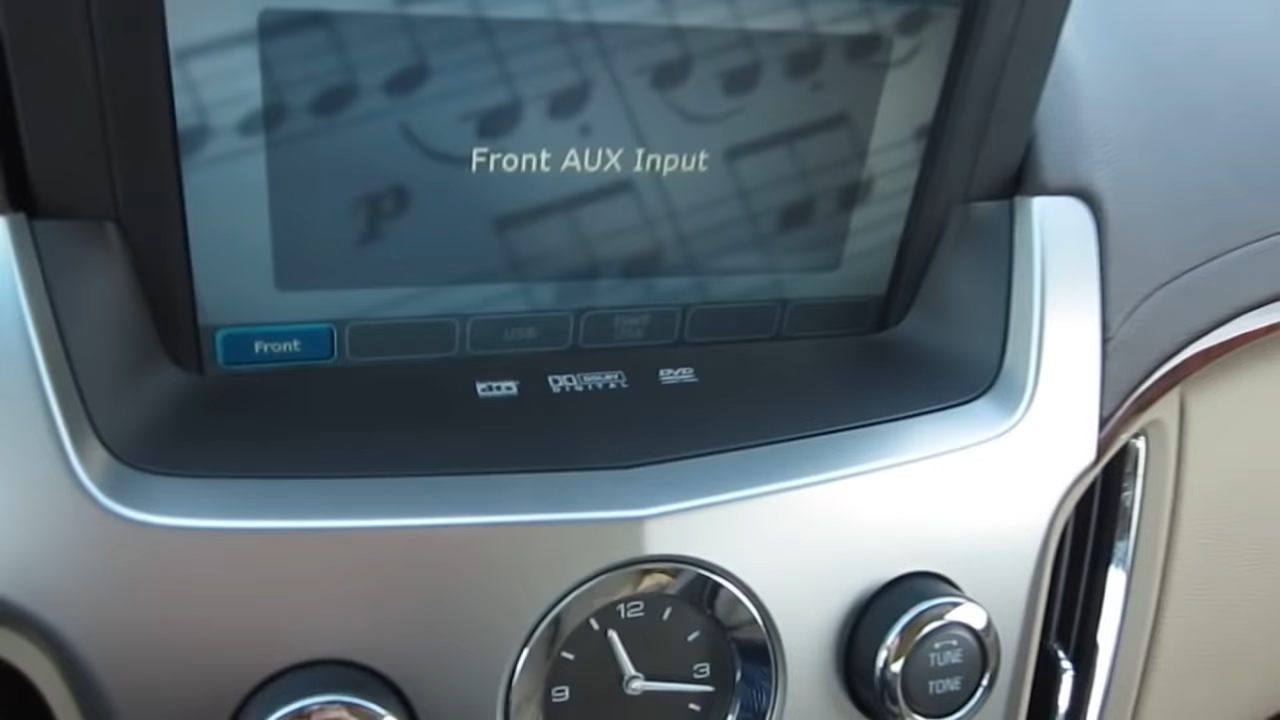 Front AUX Input
Front
USB
dts
DOLBY
DIGITAL
DVD
12
3
9
TUNE
TONE